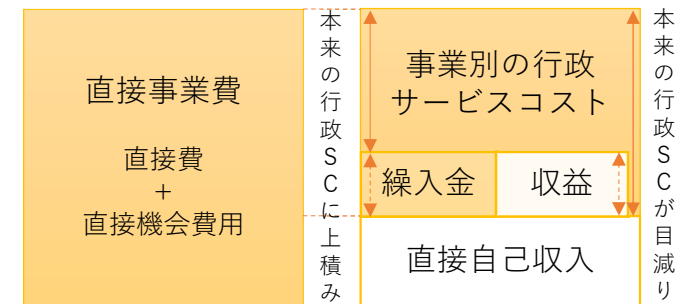 直接事業費
直接費
+
直接機会費用
本来の行政SCに上積み
事業別の行政
サービスコスト
繰入金
収益
直接自己収入
本来の行政SCが目減り